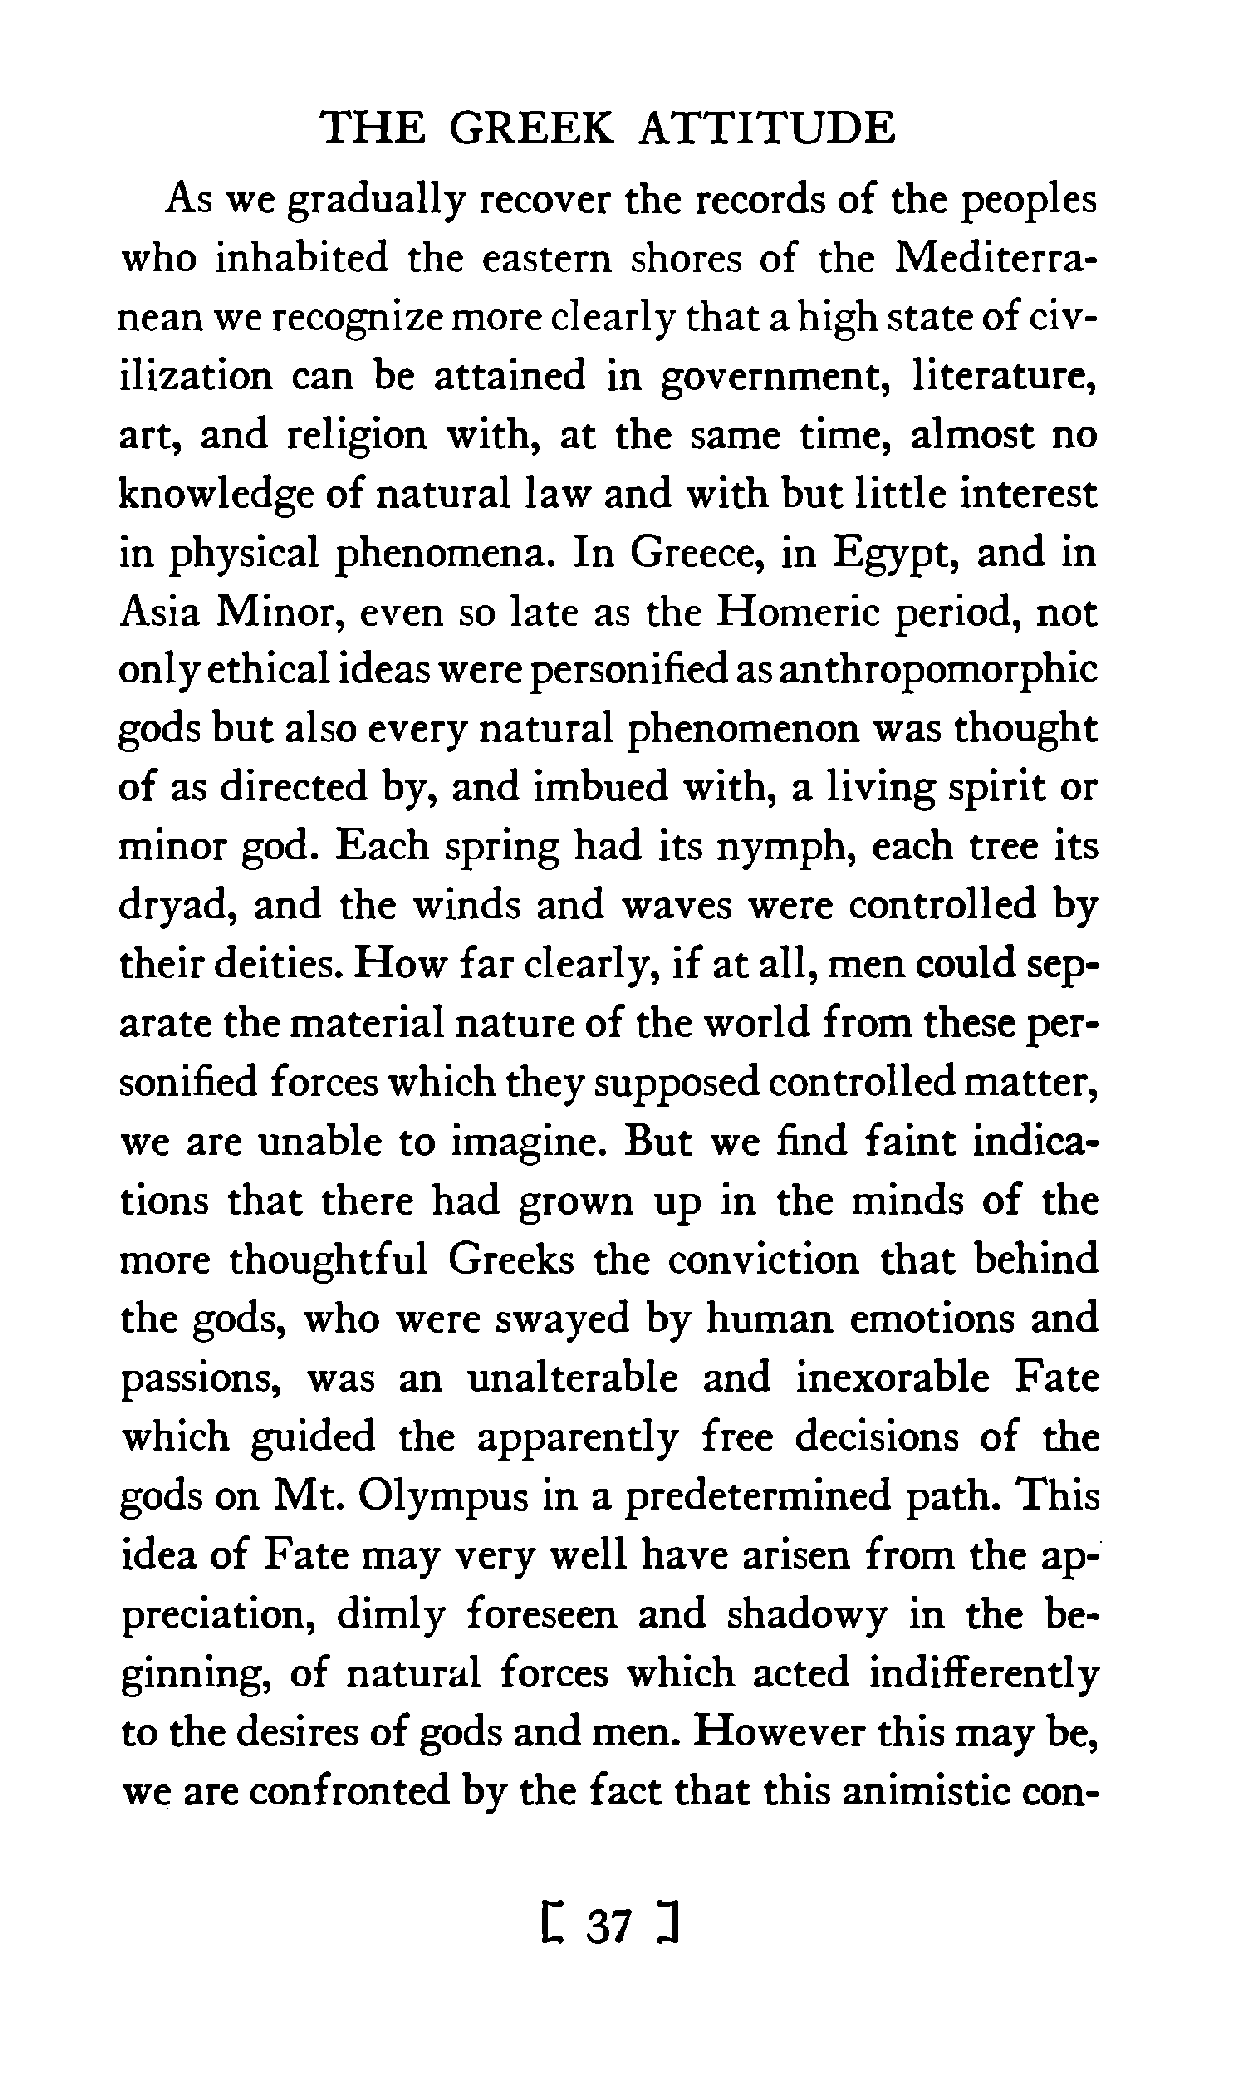 THE GREEK ATTITUDE
As we gradually recover the records of the peoples
who inhabited the eastern shores of the Mediterra-
nean we recognize more clearly that a high state of civ-
ilization can be attained in government, literature,
art, and religion with, at the same time, almost no
knowledge of natural law and with but little interest
in physical phenomena. In Greece, in Egypt, and in
Asia Minor, even so late as the Homeric period, not
only ethical ideas were personified as anthropomorphic
gods but also every natural phenomenon was thought
of as directed by, and imbued with, a living spirit or
minor god. Each spring had its nymph, each tree its
dryad, and the winds and waves were controlled by
their deities. How far clearly, if at all, men could sep-
arate the material nature of the world from these per-
sonified forces which they supposed controlled matter,
we are unable to imagine. But we find faint indica-
tions that there had grown up in the minds of the
more thoughtful Greeks the conviction that behind
the gods, who were swayed by human emotions and
passions, was an unalterable and inexorable Fate
which guided the apparently free decisions of the
gods on Mt. Olympus in a predetermined path. This
idea of Fate may very well have arisen from the ap-
preciation, dimly foreseen and shadowy in the be-
ginning, of natural forces which acted indifferently
to the desires of gods and men. However this may be,
we are confronted by the fact that this animistic con-
[ 37 ]